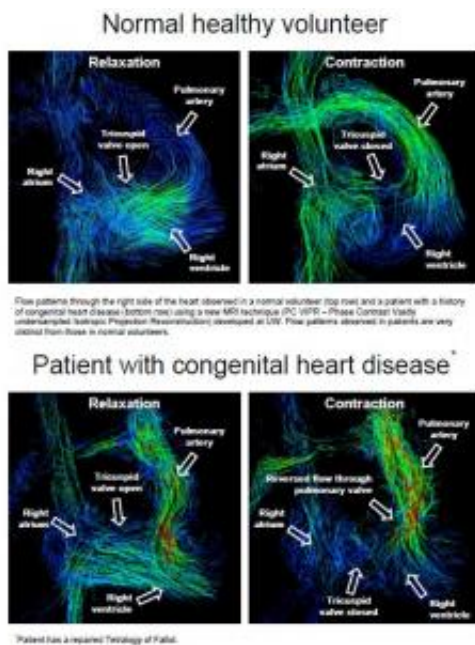 Normal healthy volunteer
Relaxation
Pulmonary
artery
Tricuspid
valve open
Right
atrium
Right
ventricle
Contraction
Pulmonary
artery
Tricuspid
valve closed
Right
atrium
Right
ventricle
Flow patterns through the right side of the heart observed in a normal volunteer (top row) and a patient with a history
of congenital heart disease (bottom row) using a new MRI technique (PC VIPR – Phase Contrast Vastly
undersampled Isotropic Projection Reconstruction) developed at UW. Flow patterns observed in patients are very
distinct from those in normal volunteers.
Patient with congenital heart disease*
Relaxation
Pulmonary
artery
Tricuspid
valve open
Right
atrium
Right
ventricle
Contraction
Pulmonary
artery
Reversed flow through
pulmonary valve
Right
atrium
Tricuspid
valve closed
Right
ventricle
*Patient has a repaired Tetralogy of Fallot.